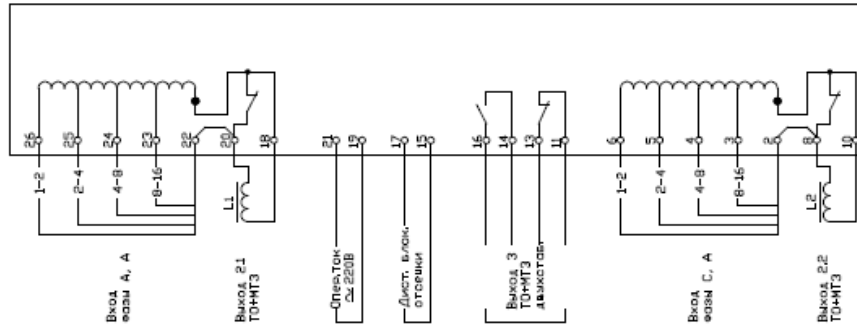 26
25
24
23
22
20
18
21
19
17
15
16
14
13
11
6
5
4
3
2
8
10
1-2
2-4
4-8
8-16
L1
1-2
2-4
4-8
8-16
L2
Вход
фазы А, А
Выход 2.1
ТО+МТЗ
Опер.ток
~ 220В
Дист. блок.
отсечки
Выход 3
ТО+МТЗ
двухстаб.
Вход
фазы С, А
Выход 2.2
ТО+МТЗ